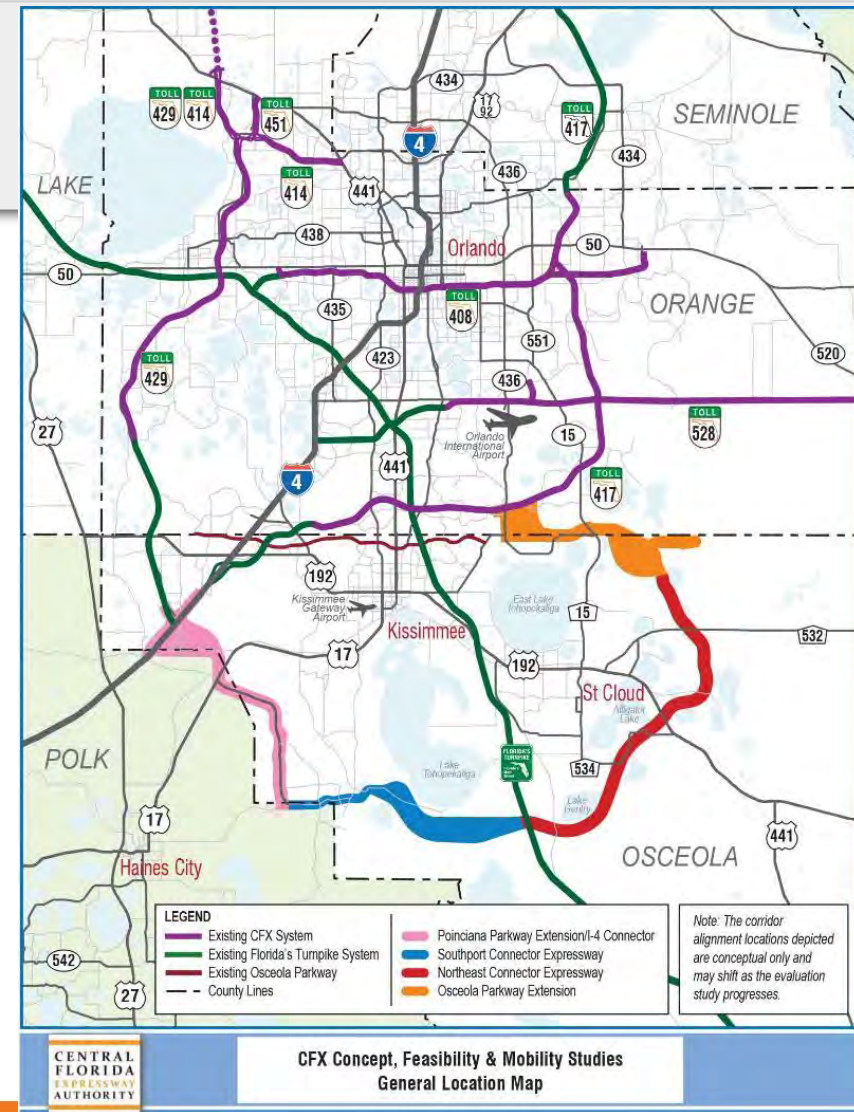 434
17
92
TOLL
429
TOLL
414
TOLL
451
TOLL
417
SEMINOLE
4
434
436
LAKE
TOLL
414
441
438
Orlando
50
50
ORANGE
435
TOLL
408
551
520
TOLL
429
423
436
27
Orlando
International
Airport
15
TOLL
528
4
441
TOLL
417
192
Kissimmee
Gateway
Airport
East Lake
Tohopekaliga
15
Kissimmee
532
17
192
St Cloud
Alligator
Lake
POLK
FLORIDA'S
TURNPIKE
Lake
Tohopekaliga
534
Lake
Gentry
17
441
OSCEOLA
Haines City
542
27
LEGEND
Existing CFX System
Existing Florida's Turnpike System
Existing Osceola Parkway
County Lines
Poinciana Parkway Extension/I-4 Connector
Southport Connector Expressway
Northeast Connector Expressway
Osceola Parkway Extension
Note: The corridor
alignment locations depicted
are conceptual only and
may shift as the evaluation
study progresses.
CENTRAL
FLORIDA
EXPRESSWAY
AUTHORITY
CFX Concept, Feasibility & Mobility Studies
General Location Map